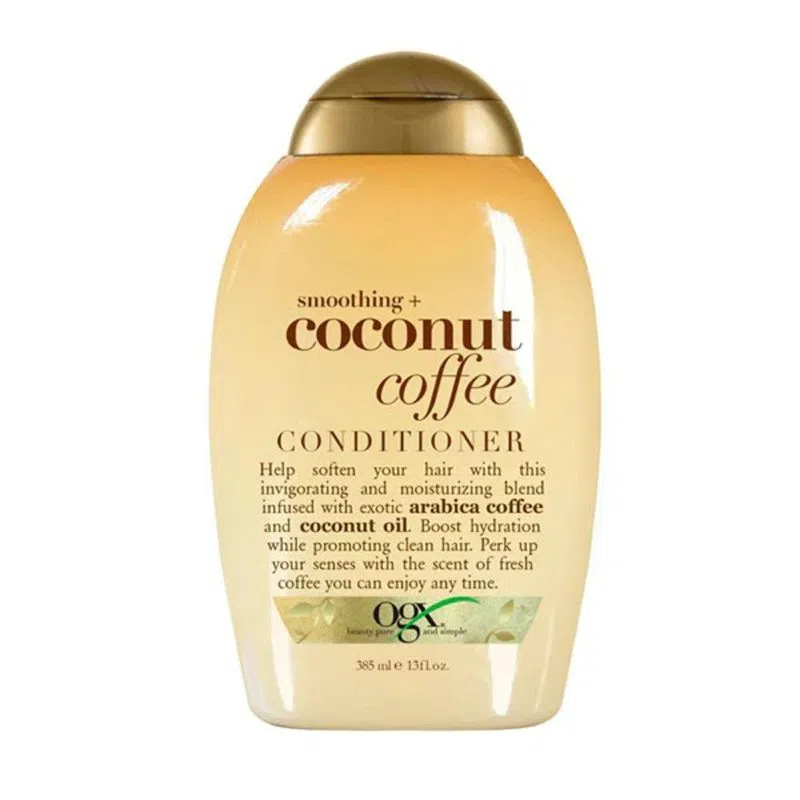 smoothing +
coconut
coffee
CONDITIONER
Help soften your hair with this
invigorating and moisturizing blend
infused with exotic arabica coffee
and coconut oil. Boost hydration
while promoting clean hair. Perk up
your senses with the scent of fresh
coffee you can enjoy any time.
ogx®
beauty pure and simple
385 ml e 13fl.oz.